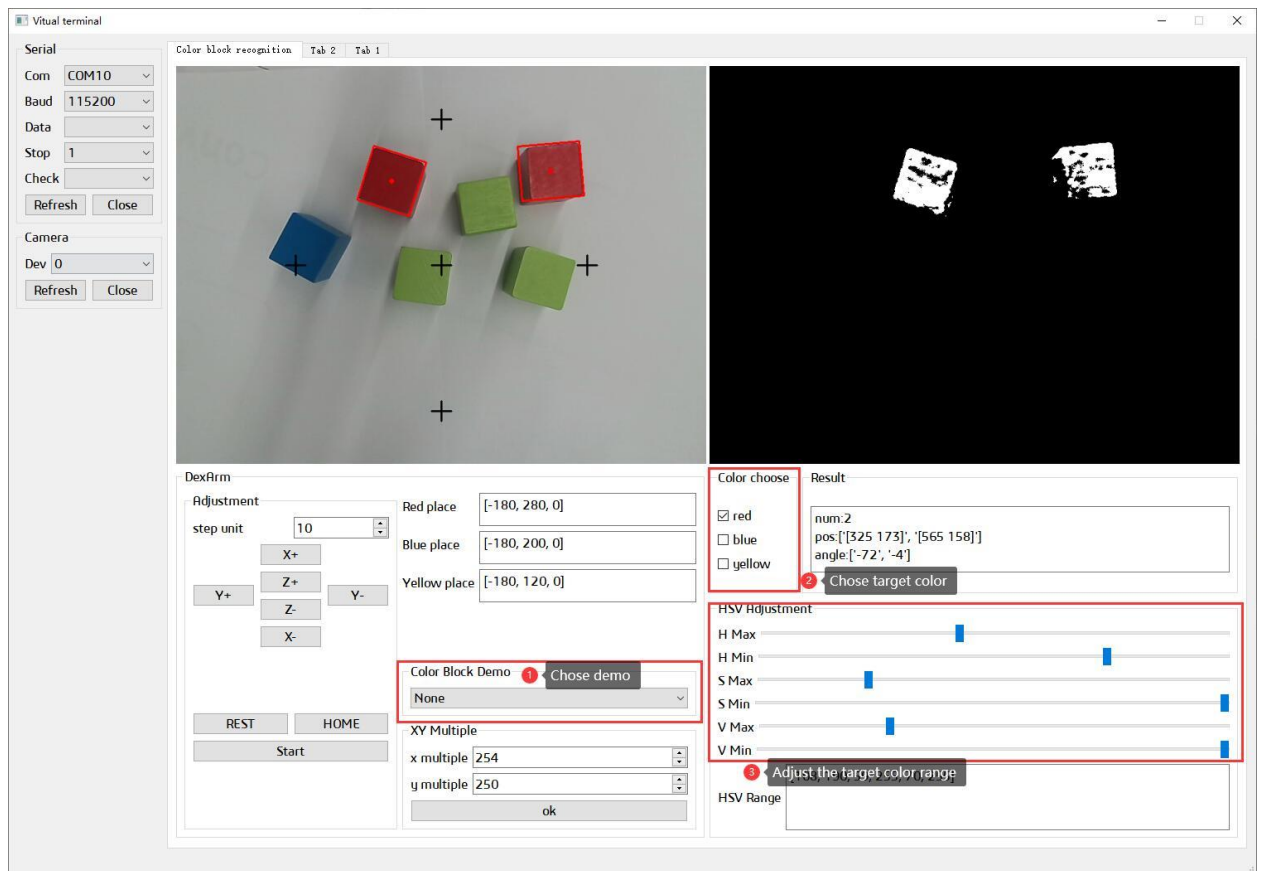 Vitual terminal
Serial
Com COM10
Baud 115200
Data
Stop 1
Check
Refresh Close
Camera
Dev 0
Refresh Close
Color block recognition Tab 2 Tab 1
DexArm
Adjustment
step unit 10
X+
Z+
Y+ Y-
Z-
X-
REST HOME
Start
Red place [-180, 280, 0]
Blue place [-180, 200, 0]
Yellow place [-180, 120, 0]
Color Block Demo 1 Chose demo
None
XY Multiple
x multiple 254
y multiple 250
ok
Color choose
red
blue
yellow
2 Chose target color
Result
num:2
pos:['[325 173]', '[565 158]']
angle:['-72', '-4']
HSV Adjustment
H Max
H Min
S Max
S Min
V Max
V Min
3 Adjust the target color range
HSV Range